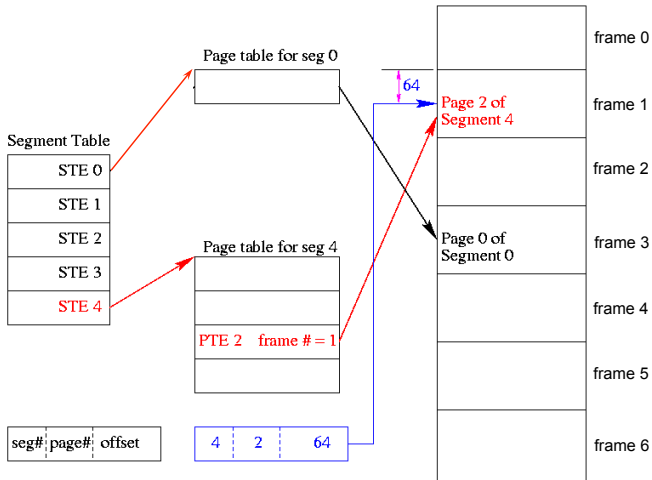 Page table for seg 0
64
Page 2 of
Segment 4
frame 0
frame 1
Segment Table
STE 0
STE 1
STE 2
STE 3
STE 4
frame 2
Page 0 of
Segment 0
frame 3
Page table for seg 4
PTE 2 frame # = 1
frame 4
frame 5
seg# page# offset
4 2 64
frame 6